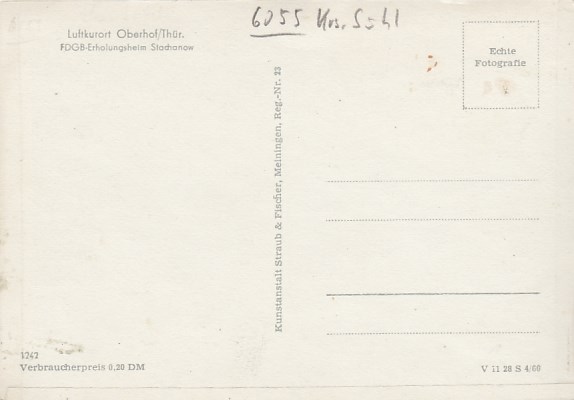 6055 Krs. Suhl
Luftkurort Oberhof/Thür.
FDGB-Erholungsheim Stachanow
Echte
Fotografie
Kunstanstalt Straub & Fischer, Meiningen, Reg.-Nr. 23
1242
Verbraucherpreis 0,20 DM
V 11 28 S 4/60